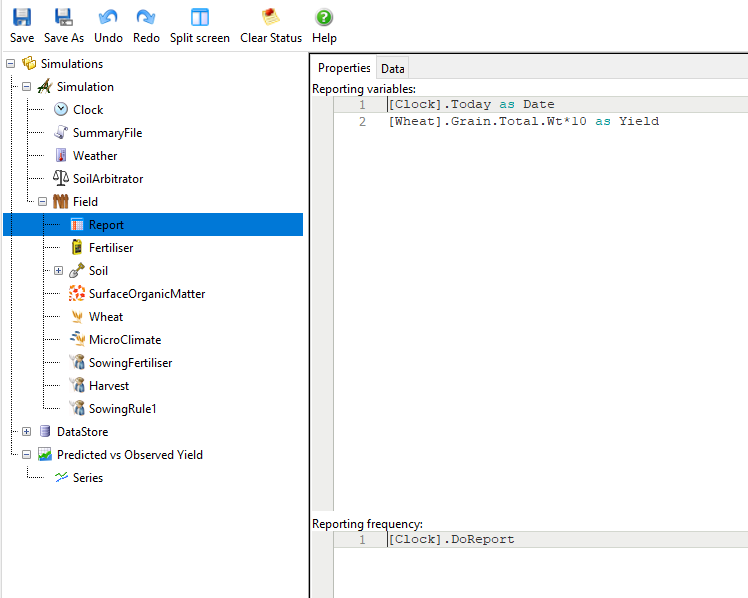 Save Save As Undo Redo Split screen Clear Status Help
Simulations
Simulation
Clock
SummaryFile
Weather
SoilArbitrator
Field
Report
Fertiliser
Soil
SurfaceOrganicMatter
Wheat
MicroClimate
SowingFertiliser
Harvest
SowingRule1
DataStore
Predicted vs Observed Yield
Series
Properties Data
Reporting variables:
1 [Clock].Today as Date
2 [Wheat].Grain.Total.Wt*10 as Yield
Reporting frequency:
1 [Clock].DoReport